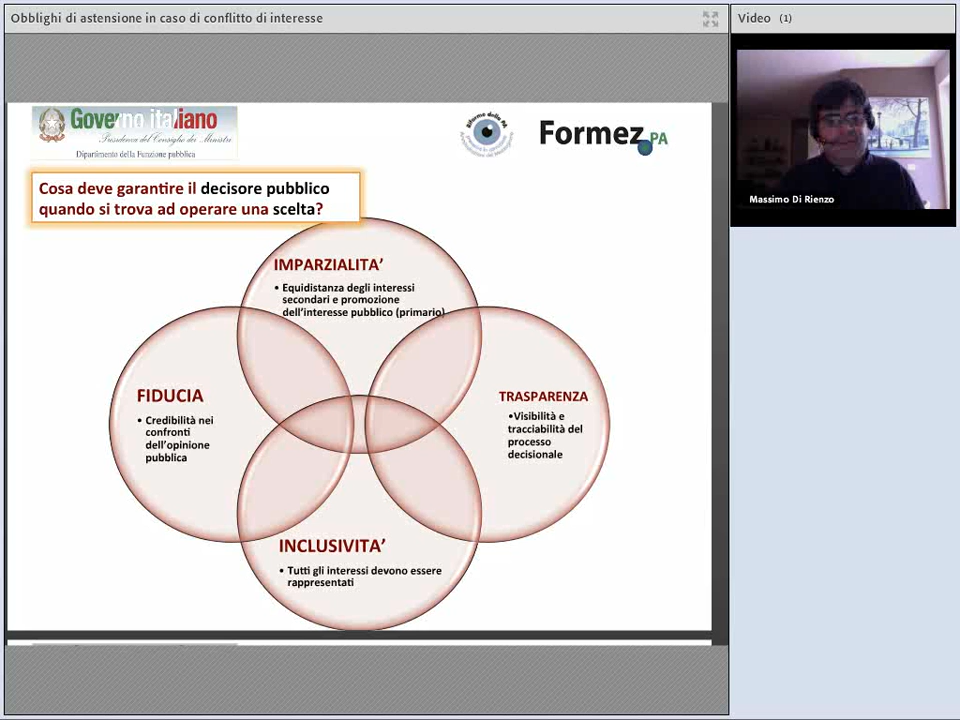 Obblighi di astensione in caso di conflitto di interesse
Video (1)
Governo italiano
Presidenza del Consiglio dei Ministri
Dipartimento della Funzione pubblica
Formez PA
Massimo Di Rienzo
Cosa deve garantire il decisore pubblico
quando si trova ad operare una scelta?
IMPARZIALITA’
• Equidistanza degli interessi
secondari e promozione
dell’interesse pubblico (primario)
FIDUCIA
• Credibilità nei
confronti
dell’opinione
pubblica
TRASPARENZA
•Visibilità e
tracciabilità del
processo
decisionale
INCLUSIVITA’
• Tutti gli interessi devono essere
rappresentati